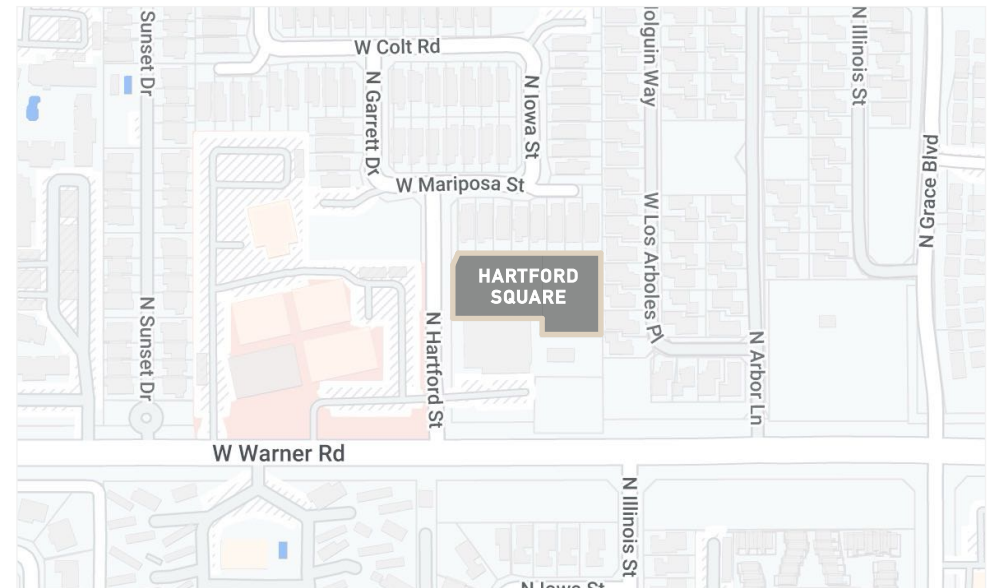 N Sunset Dr
W Colt Rd
N Garrett Dr
N Iowa St
olguin Way
N Illinois St
N Grace Blvd
W Mariposa St
W Los Arboles Pl
HARTFORD
SQUARE
N Sunset Dr
N Hartford St
N Arbor Ln
W Warner Rd
N Illinois St
N Iowa St